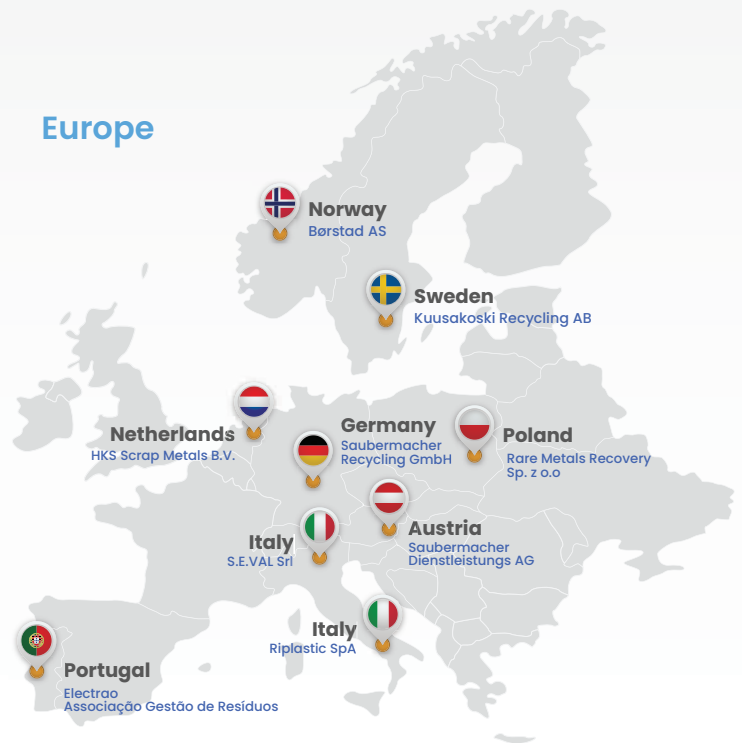 Europe
Norway
Børstad AS
Sweden
Kuusakoski Recycling AB
Netherlands
HKS Scrap Metals B.V.
Germany
Saubermacher
Recycling GmbH
Poland
Rare Metals Recovery
Sp. z o.o
Austria
Saubermacher
Dienstleistungs AG
Italy
S.E.VAL Srl
Italy
Riplastic SpA
Portugal
Electrao
Associação Gestão de Resíduos